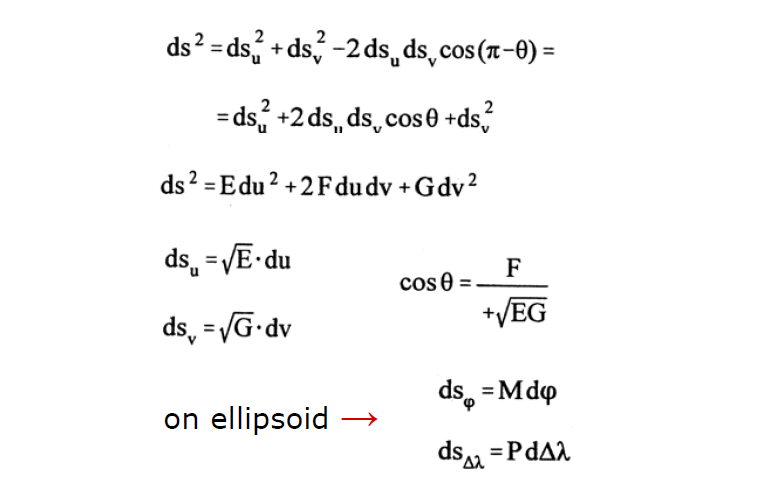 ds² = ds_u² + ds_v² − 2 ds_u ds_v cos(π−θ) =
= ds_u² + 2 ds_u ds_v cosθ + ds_v²
ds² = E du² + 2 F du dv + G dv²
ds_u = √E · du
cos θ = F / +√EG
ds_v = √G · dv
ds_φ = M dφ
on ellipsoid →
ds_Δλ = P dΔλ